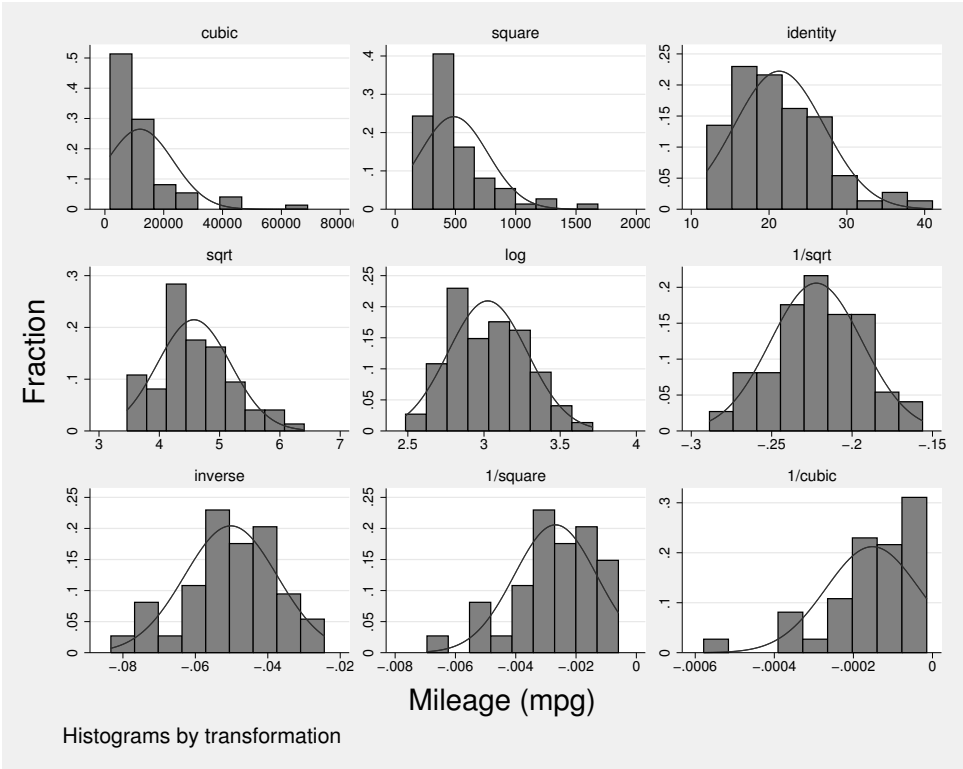 cubic
square
identity
0 .1 .2 .3 .4 .5
0 .1 .2 .3 .4
0 .05 .1 .15 .2 .25
0 20000 40000 60000 80000
0 500 1000 1500 2000
10 20 30 40
sqrt
log
1/sqrt
Fraction
0 .1 .2 .3
0 .05 .1 .15 .2 .25
0 .05 .1 .15 .2
3 4 5 6 7
2.5 3 3.5 4
−.3 −.25 −.2 −.15
inverse
1/square
1/cubic
0 .05 .1 .15 .2 .25
0 .05 .1 .15 .2 .25
0 .1 .2
−.08 −.06 −.04 −.02
−.008 −.006 −.004 −.002 0
−.0006 −.0004 −.0002 0
Mileage (mpg)
Histograms by transformation